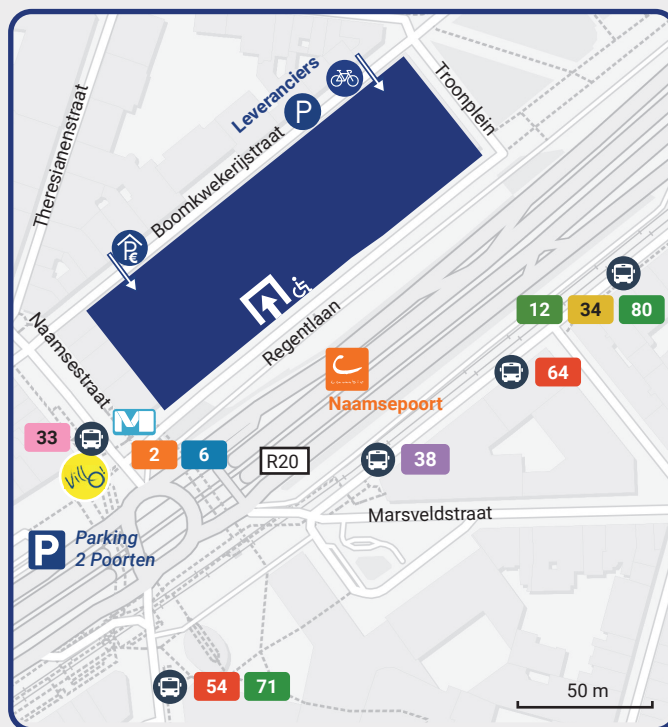 Troonplein
Leveranciers
P
Theresianenstraat
Boomkwekerijstraat
P€
12 34 80
Naamsestraat
Regentlaan
64
Naamsepoort
M
33
2 6
R20
38
Villo!
Marsveldstraat
P
Parking
2 Poorten
54 71
50 m